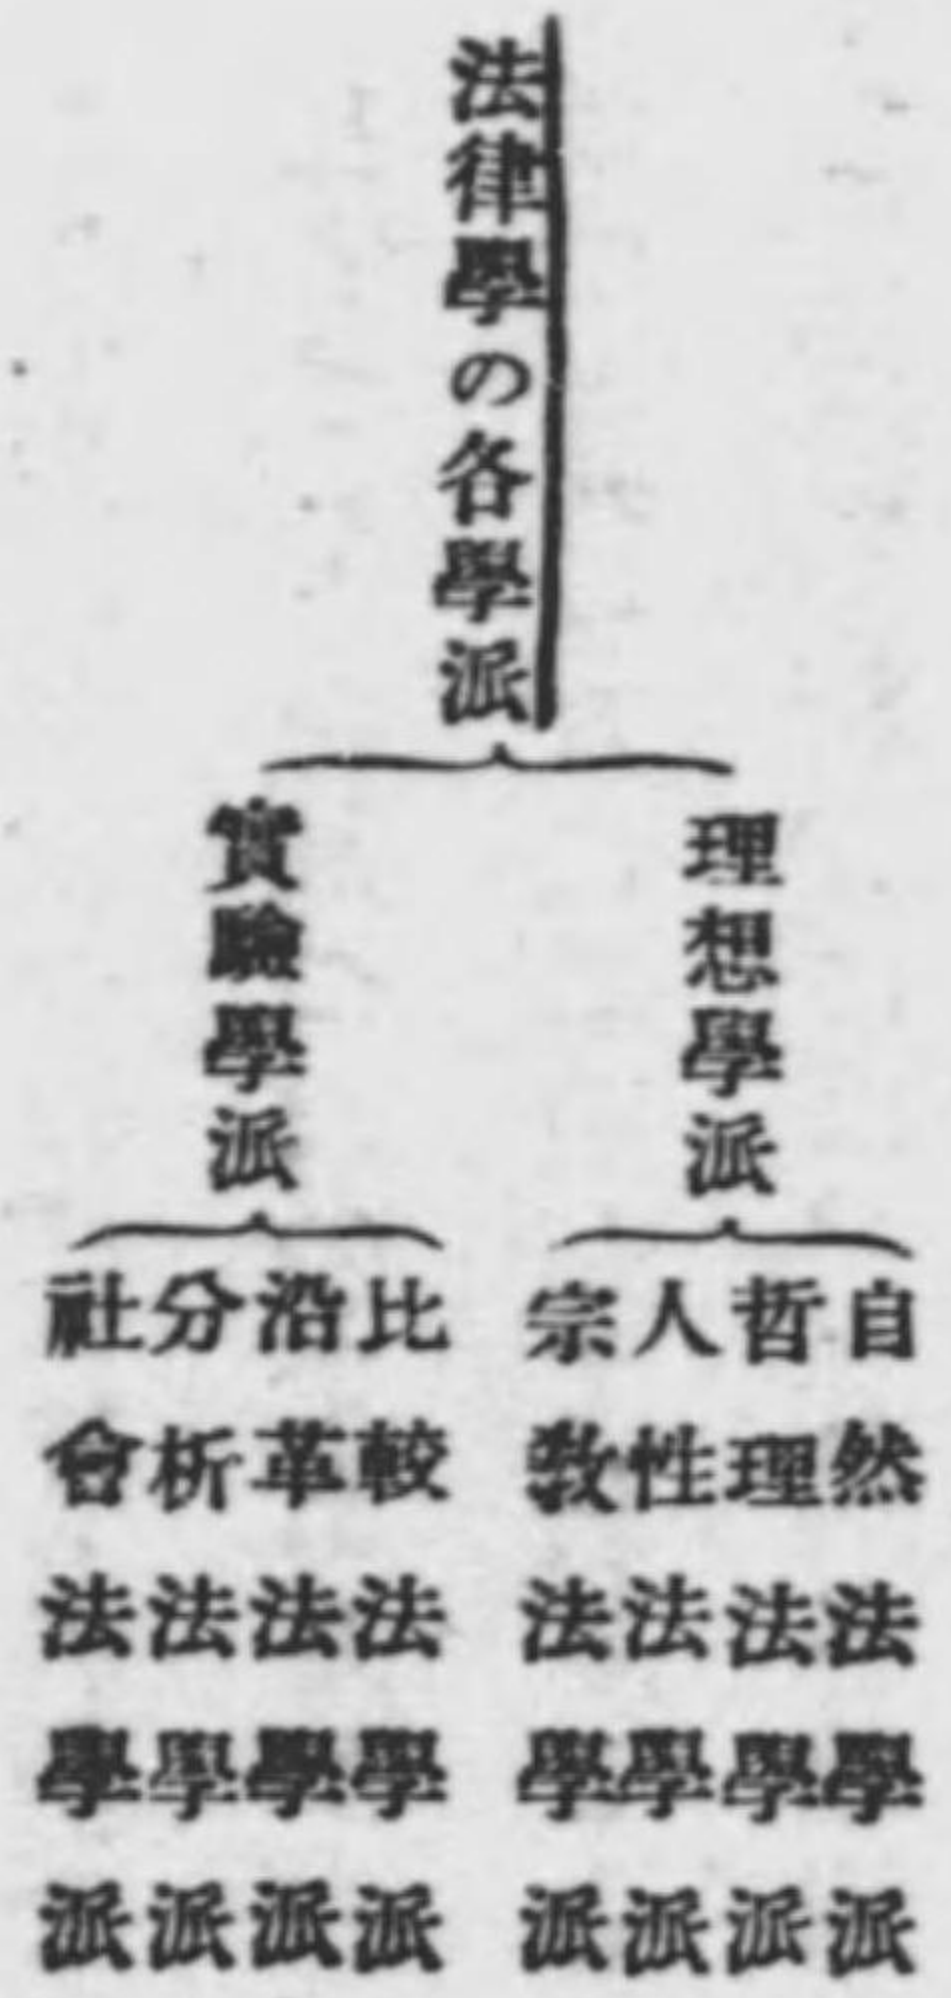 法律學の各學派
理想學派
自然法學派
哲理法學派
人性法學派
宗教法學派
實驗學派
比較法學派
沿革法學派
分析法學派
社會法學派